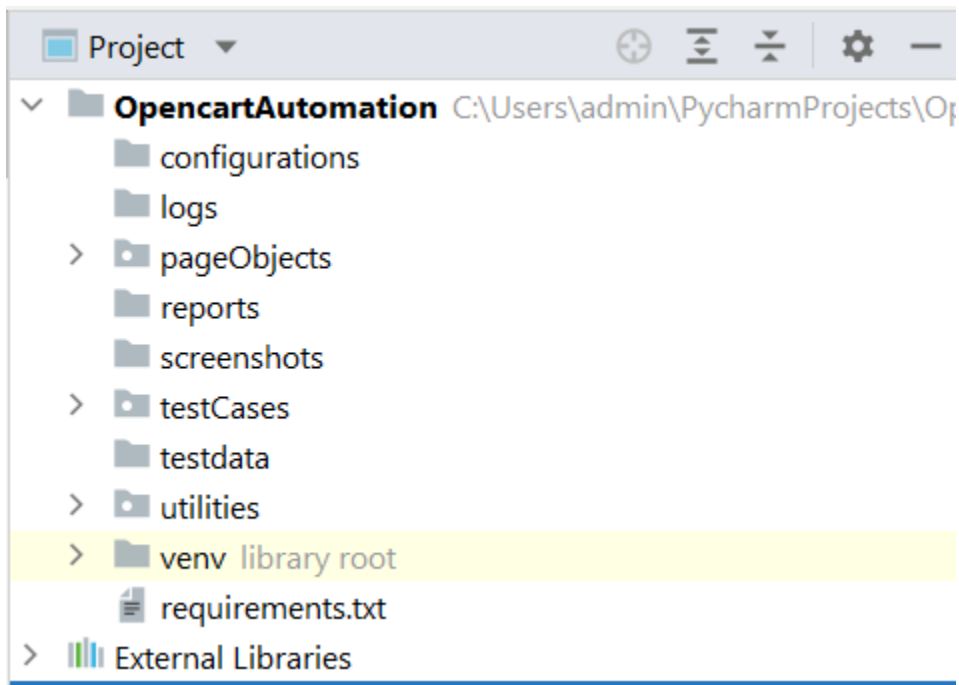 Project
OpencartAutomation C:\Users\admin\PycharmProjects\Op
configurations
logs
pageObjects
reports
screenshots
testCases
testdata
utilities
venv library root
requirements.txt
External Libraries